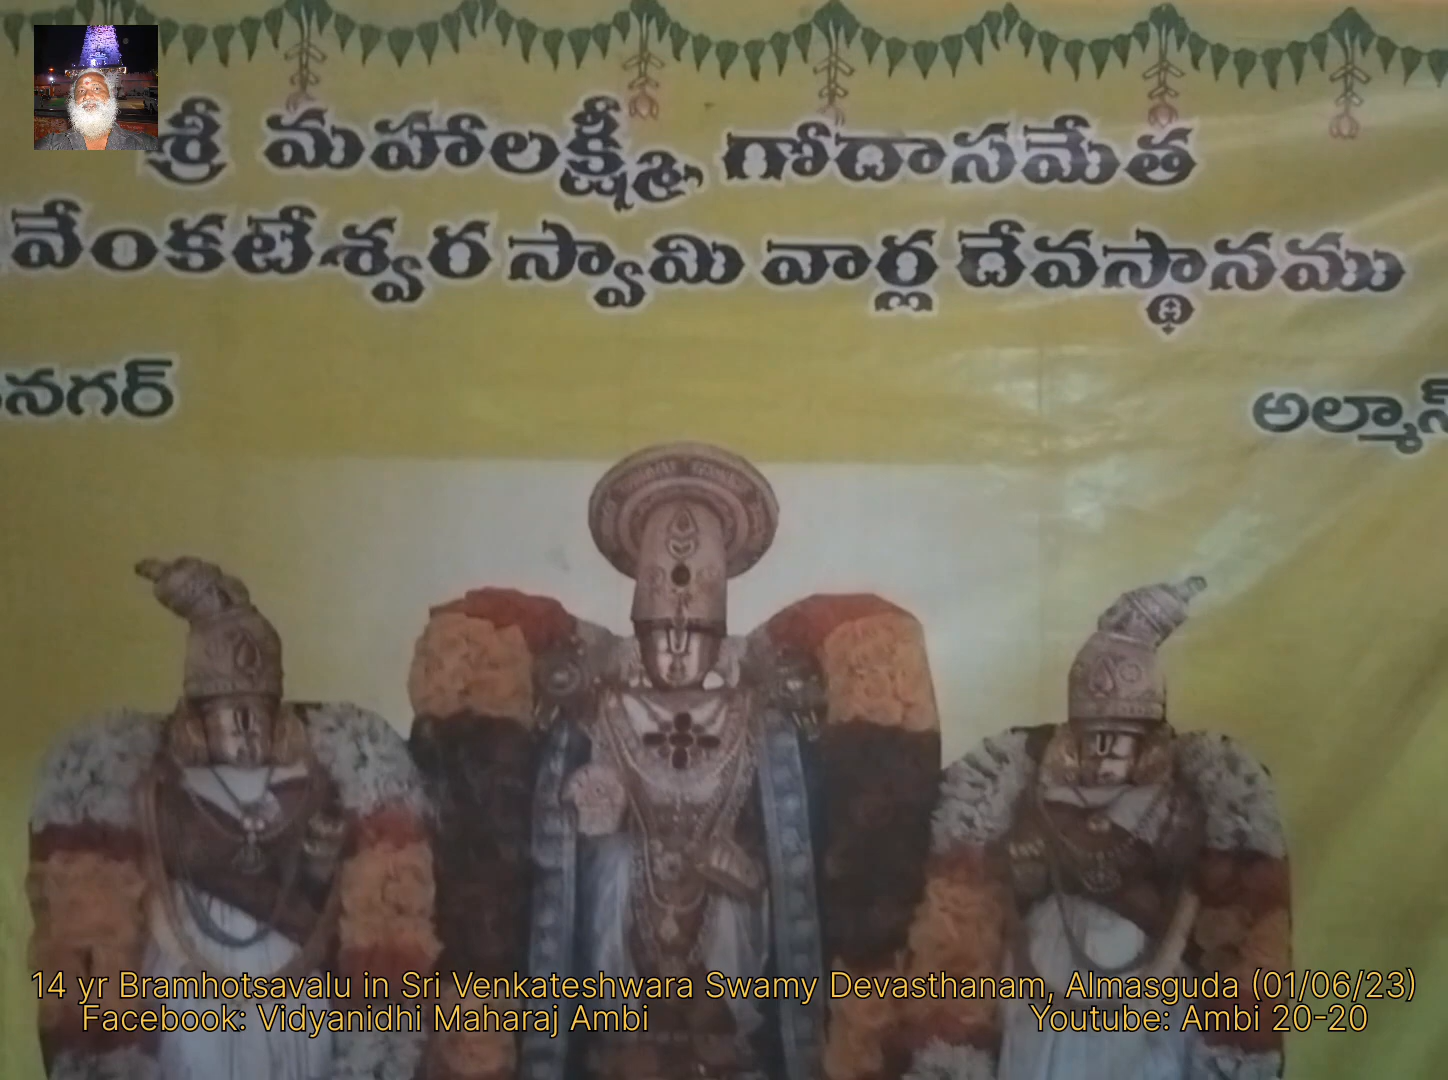 శ్రీ మహాలక్ష్మీ గోదాసమేత
వేంకటేశ్వర స్వామి వార్ల దేవస్థానము
నగర్
14 yr Bramhotsavalu in Sri Venkateshwara Swamy Devasthanam, Almasguda (01/06/23)
Facebook: Vidyanidhi Maharaj Ambi
Youtube: Ambi 20-20